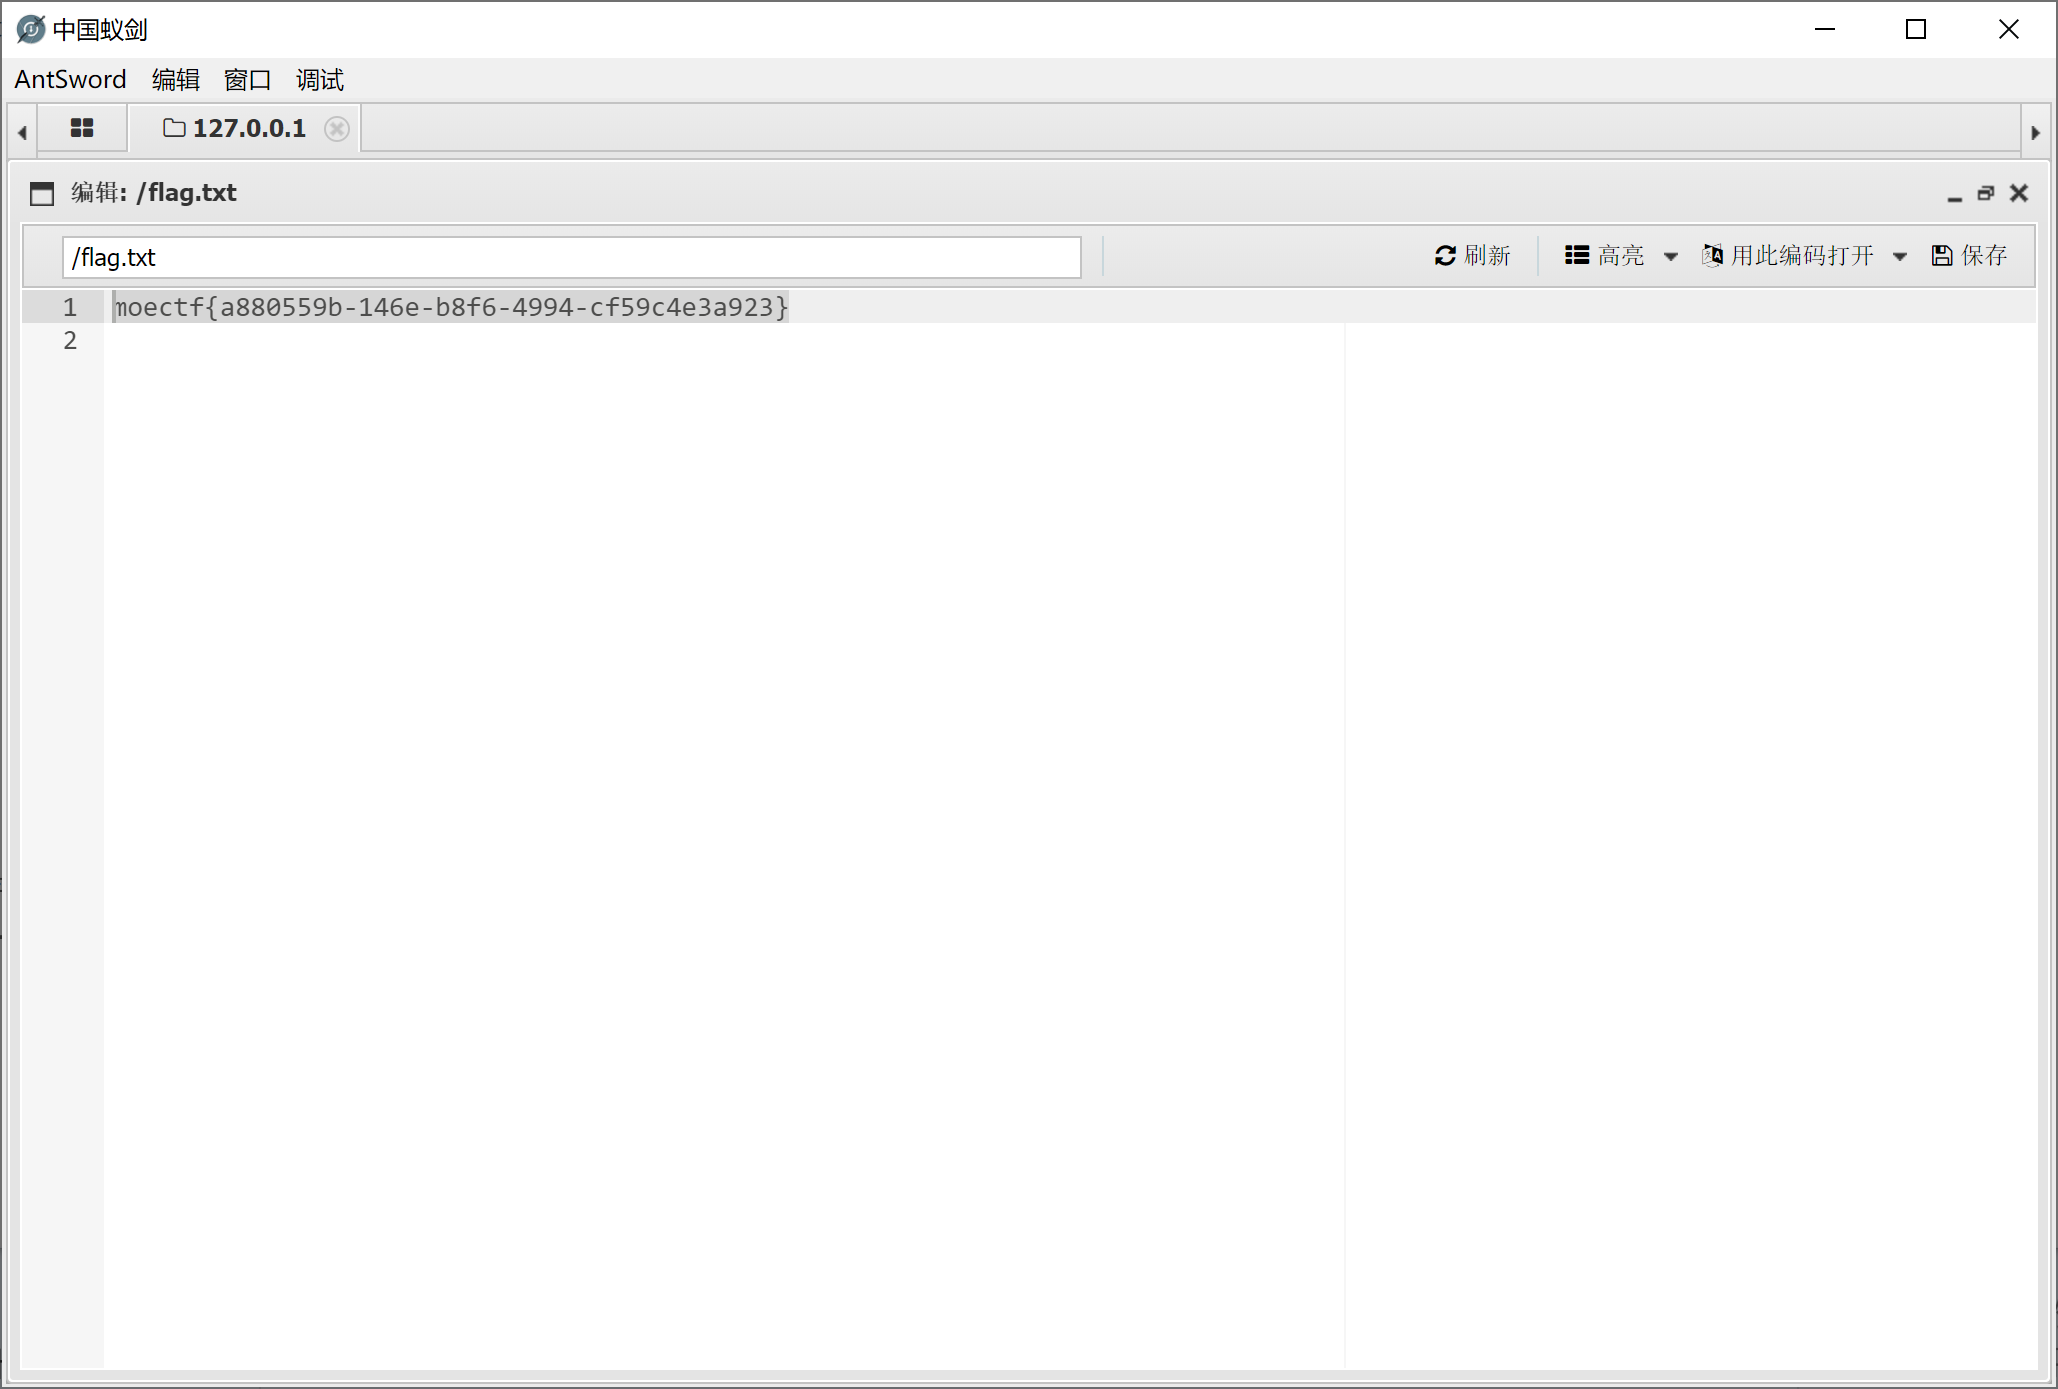 中国蚁剑
AntSword 编辑 窗口 调试
127.0.0.1
编辑: /flag.txt
/flag.txt 刷新 高亮 用此编码打开 保存
1 moectf{a880559b-146e-b8f6-4994-cf59c4e3a923}
2